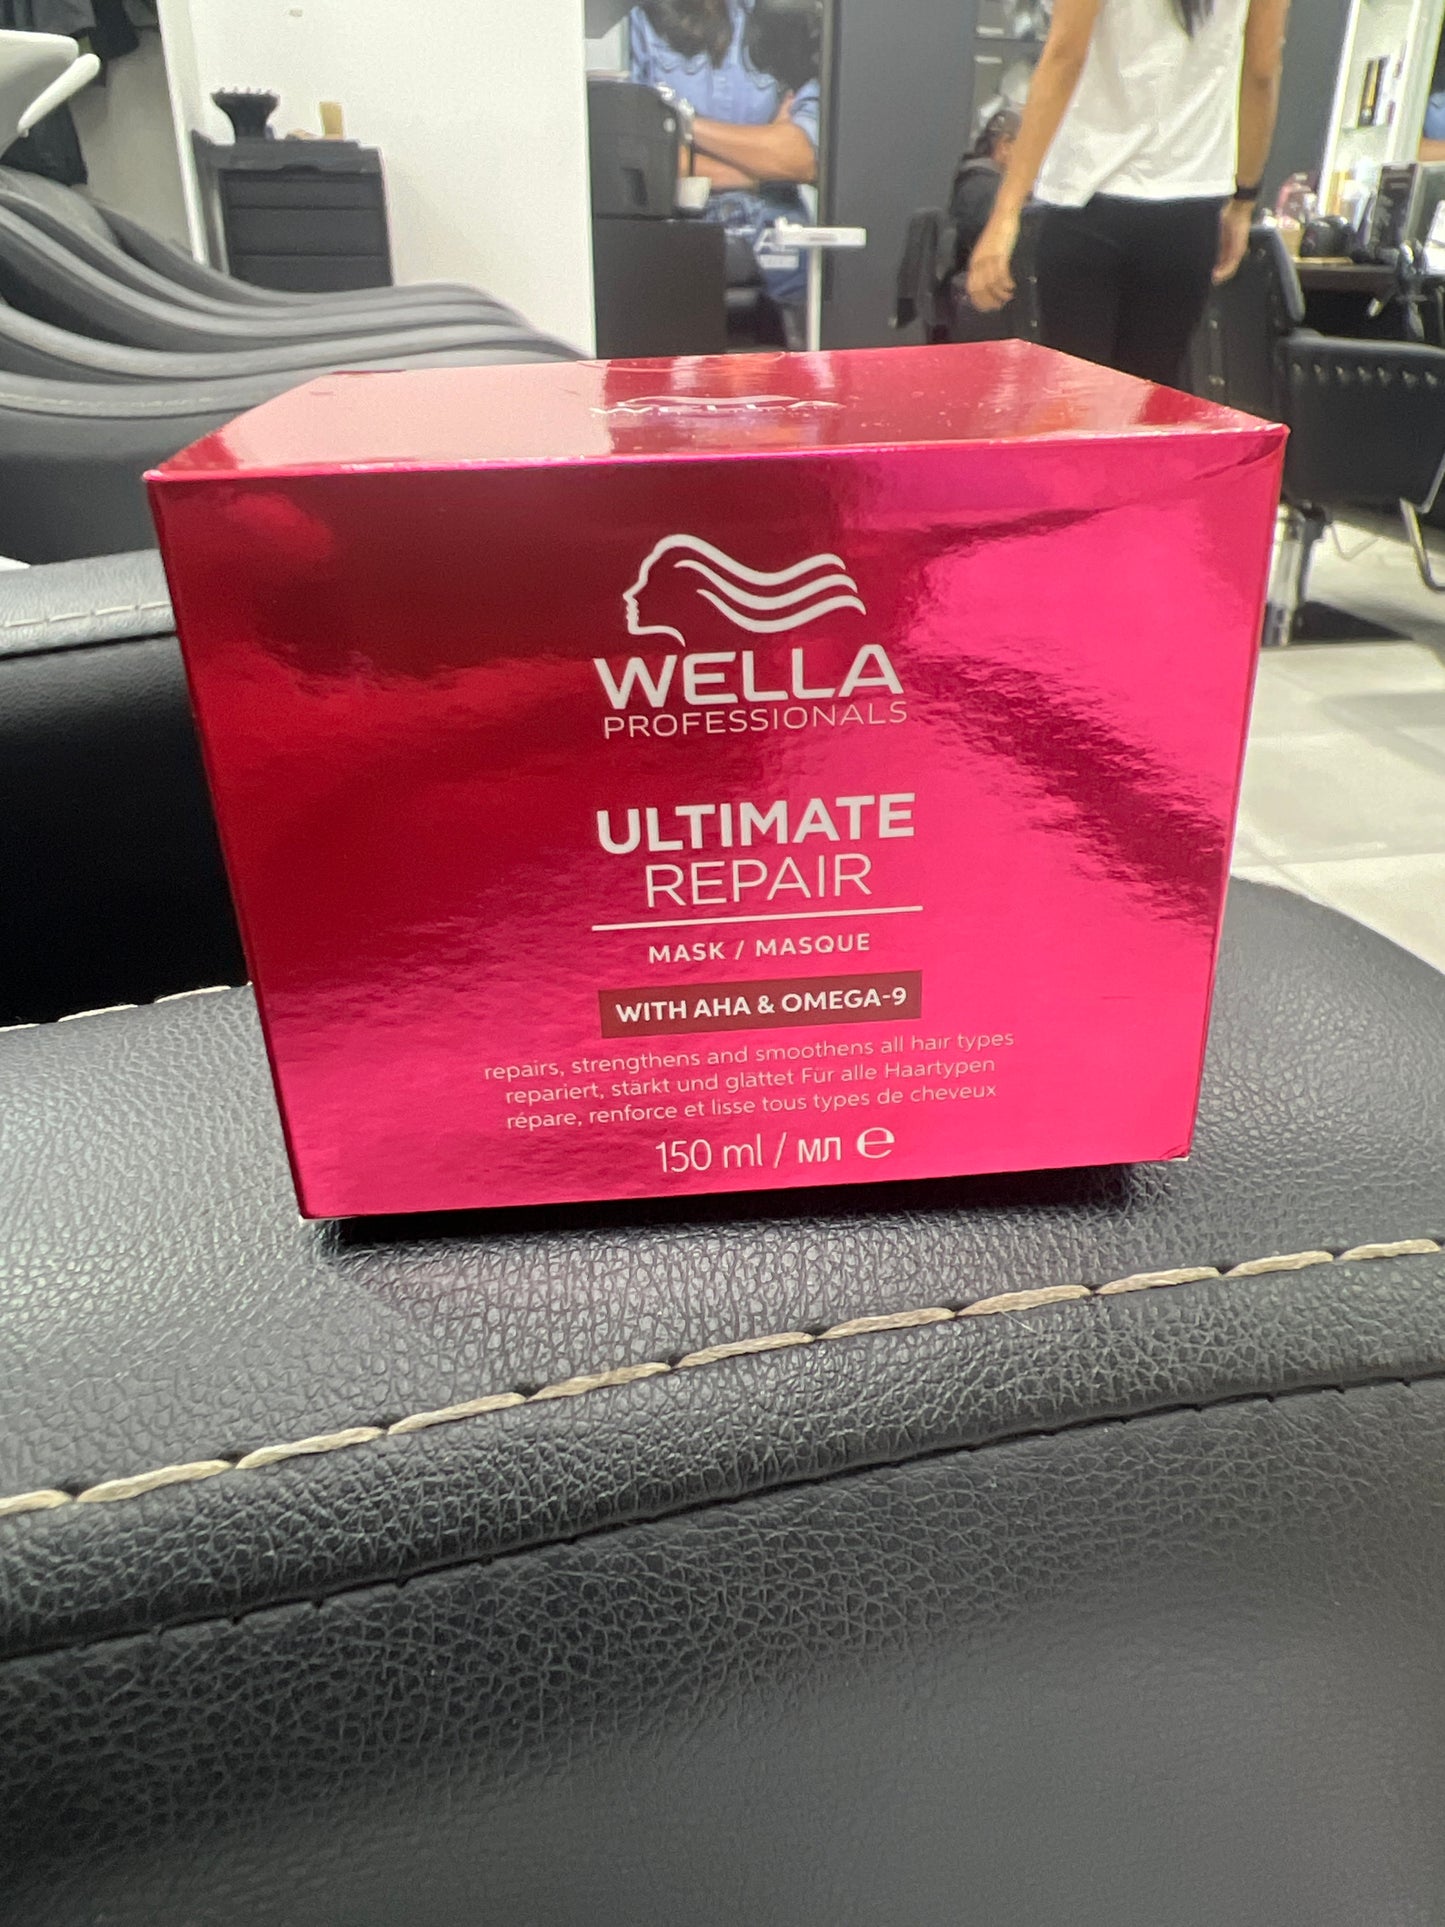 WELLA
PROFESSIONALS
ULTIMATE
REPAIR
MASK / MASQUE
WITH AHA & OMEGA-9
repairs, strengthens and smoothens all hair types
repariert, stärkt und glättet Für alle Haartypen
répare, renforce et lisse tous types de cheveux
150 ml / МЛ ℮